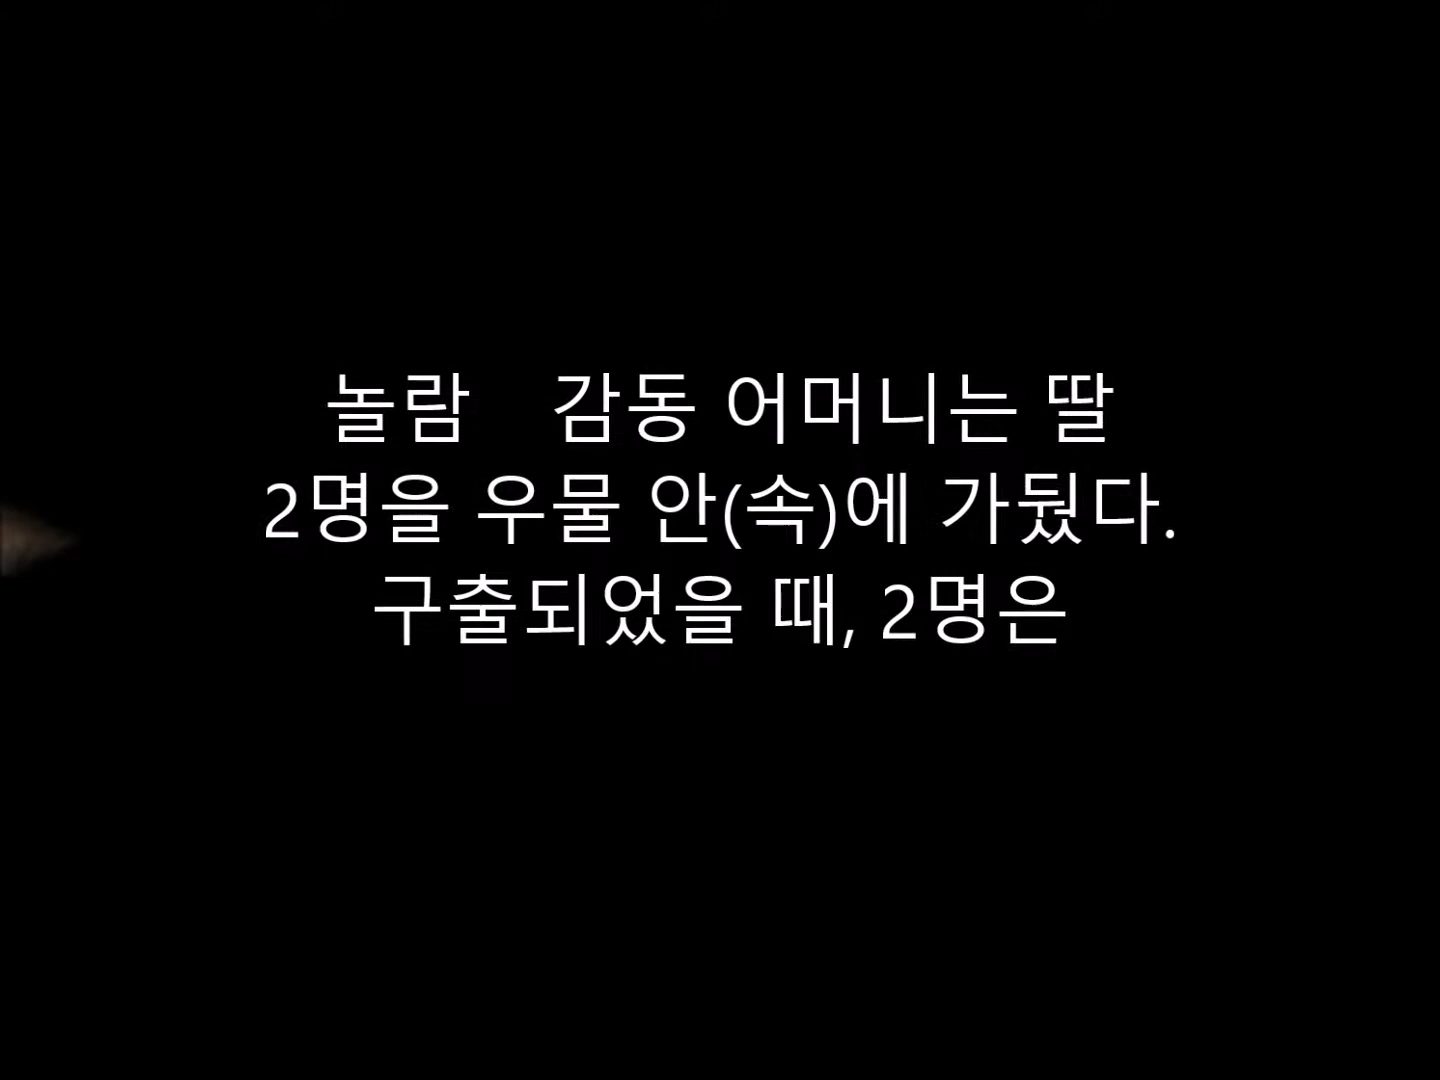 놀람 감동 어머니는 딸
2명을 우물 안(속)에 가뒀다.
구출되었을 때, 2명은